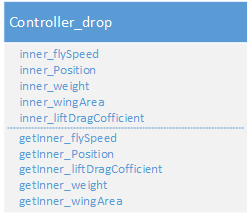 Controller_drop
inner_flySpeed
inner_Position
inner_weight
inner_wingArea
inner_liftDragCofficient
getInner_flySpeed
getInner_Position
getInner_liftDragCofficient
getInner_weight
getInner_wingArea